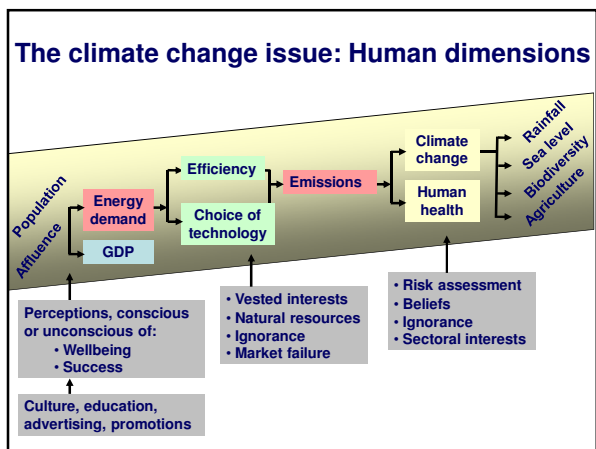 The climate change issue: Human dimensions
Population
Affluence
Energy
demand
GDP
Efficiency
Choice of
technology
Emissions
Climate
change
Human
health
Rainfall
Sea level
Biodiversity
Agriculture
Perceptions, conscious
or unconscious of:
• Wellbeing
• Success
Culture, education,
advertising, promotions
• Vested interests
• Natural resources
• Ignorance
• Market failure
• Risk assessment
• Beliefs
• Ignorance
• Sectoral interests